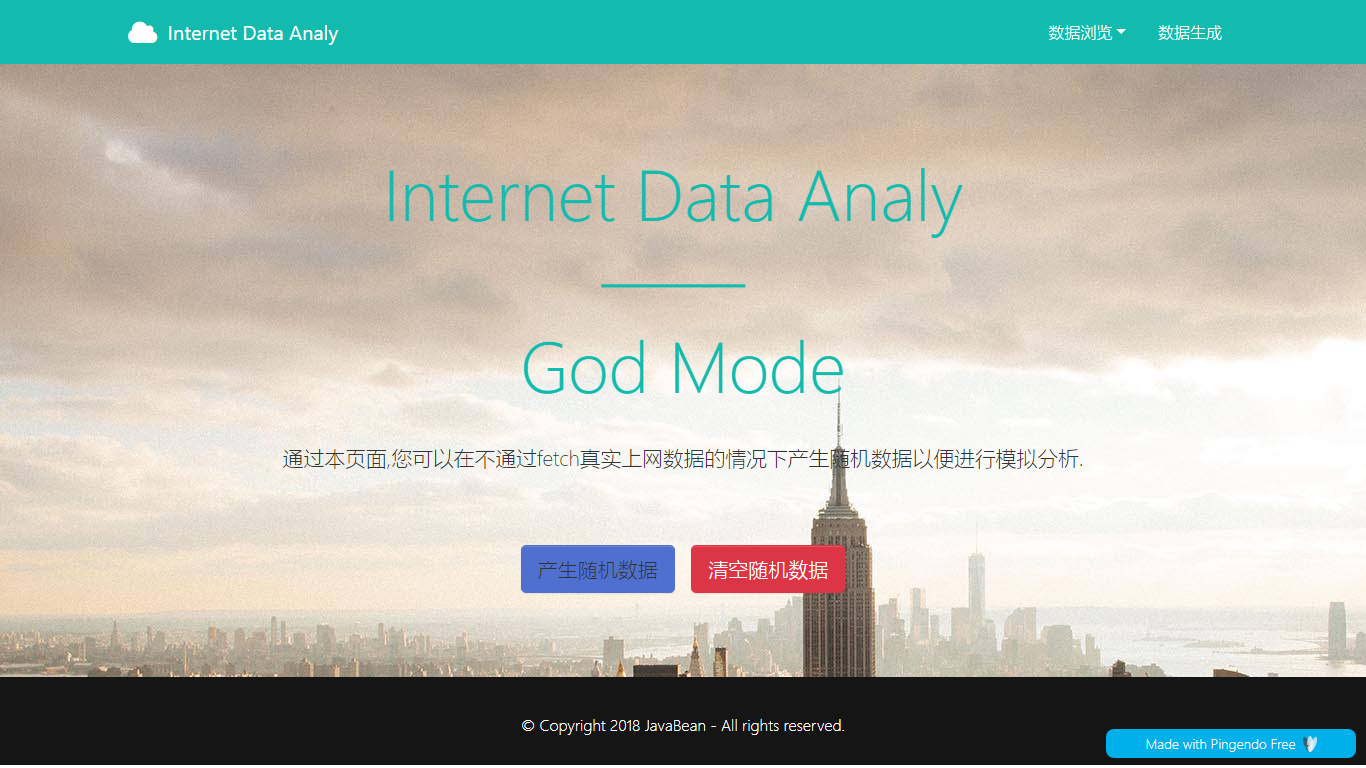 Internet Data Analy
数据浏览
数据生成
Internet Data Analy
God Mode
通过本页面,您可以在不通过fetch真实上网数据的情况下产生随机数据以便进行模拟分析.
产生随机数据
清空随机数据
© Copyright 2018 JavaBean - All rights reserved.
Made with Pingendo Free